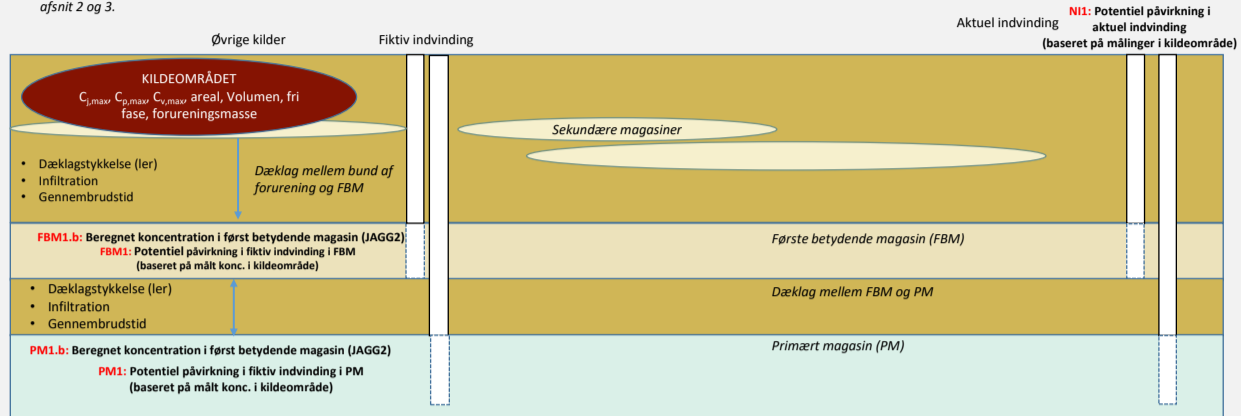 afsnit 2 og 3.
NI1: Potentiel påvirkning i
aktuel indvinding
(baseret på målinger i kildeområde)
Aktuel indvinding
Øvrige kilder
Fiktiv indvinding
KILDEOMRÅDET
Cj,max, Cp,max, Cv,max, areal, Volumen, fri
fase, forureningsmasse
Sekundære magasiner
• Dæklagstykkelse (ler)
• Infiltration
• Gennembrudstid
Dæklag mellem bund af
forurening og FBM
FBM1.b: Beregnet koncentration i først betydende magasin (JAGG2)
FBM1: Potentiel påvirkning i fiktiv indvinding i FBM
(baseret på målt konc. i kildeområde)
Første betydende magasin (FBM)
• Dæklagstykkelse (ler)
• Infiltration
• Gennembrudstid
Dæklag mellem FBM og PM
PM1.b: Beregnet koncentration i først betydende magasin (JAGG2)
PM1: Potentiel påvirkning i fiktiv indvinding i PM
(baseret på målt konc. i kildeområde)
Primært magasin (PM)